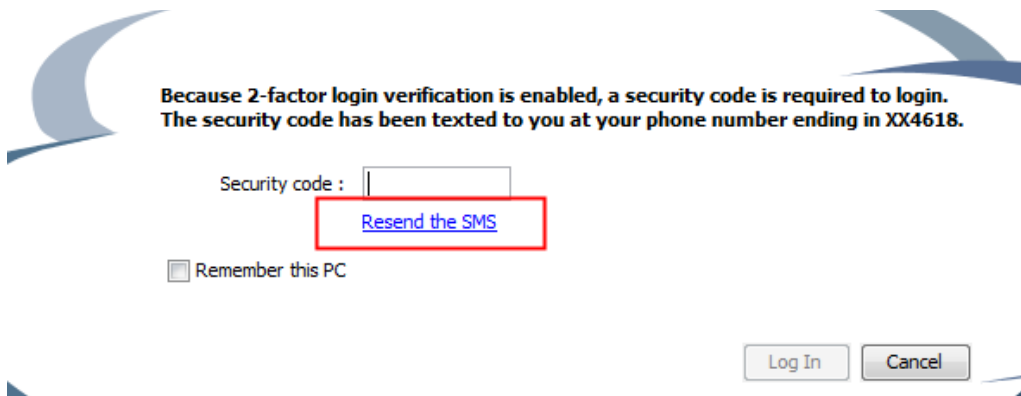 Because 2-factor login verification is enabled, a security code is required to login.
The security code has been texted to you at your phone number ending in XX4618.
Security code :
Resend the SMS
Remember this PC
Log In Cancel